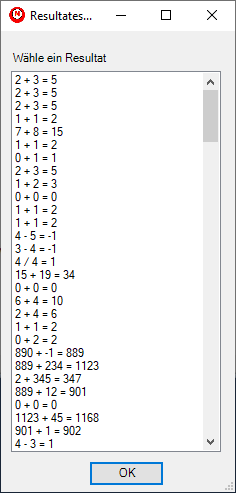 Resultates...
Wähle ein Resultat
2 + 3 = 5
2 + 3 = 5
2 + 3 = 5
1 + 1 = 2
7 + 8 = 15
1 + 1 = 2
0 + 1 = 1
2 + 3 = 5
1 + 2 = 3
0 + 0 = 0
1 + 1 = 2
1 + 1 = 2
4 - 5 = -1
3 - 4 = -1
4 / 4 = 1
15 + 19 = 34
0 + 0 = 0
6 + 4 = 10
2 + 4 = 6
1 + 1 = 2
0 + 2 = 2
890 + -1 = 889
889 + 234 = 1123
2 + 345 = 347
889 + 12 = 901
0 + 0 = 0
1123 + 45 = 1168
901 + 1 = 902
4 - 3 = 1
OK